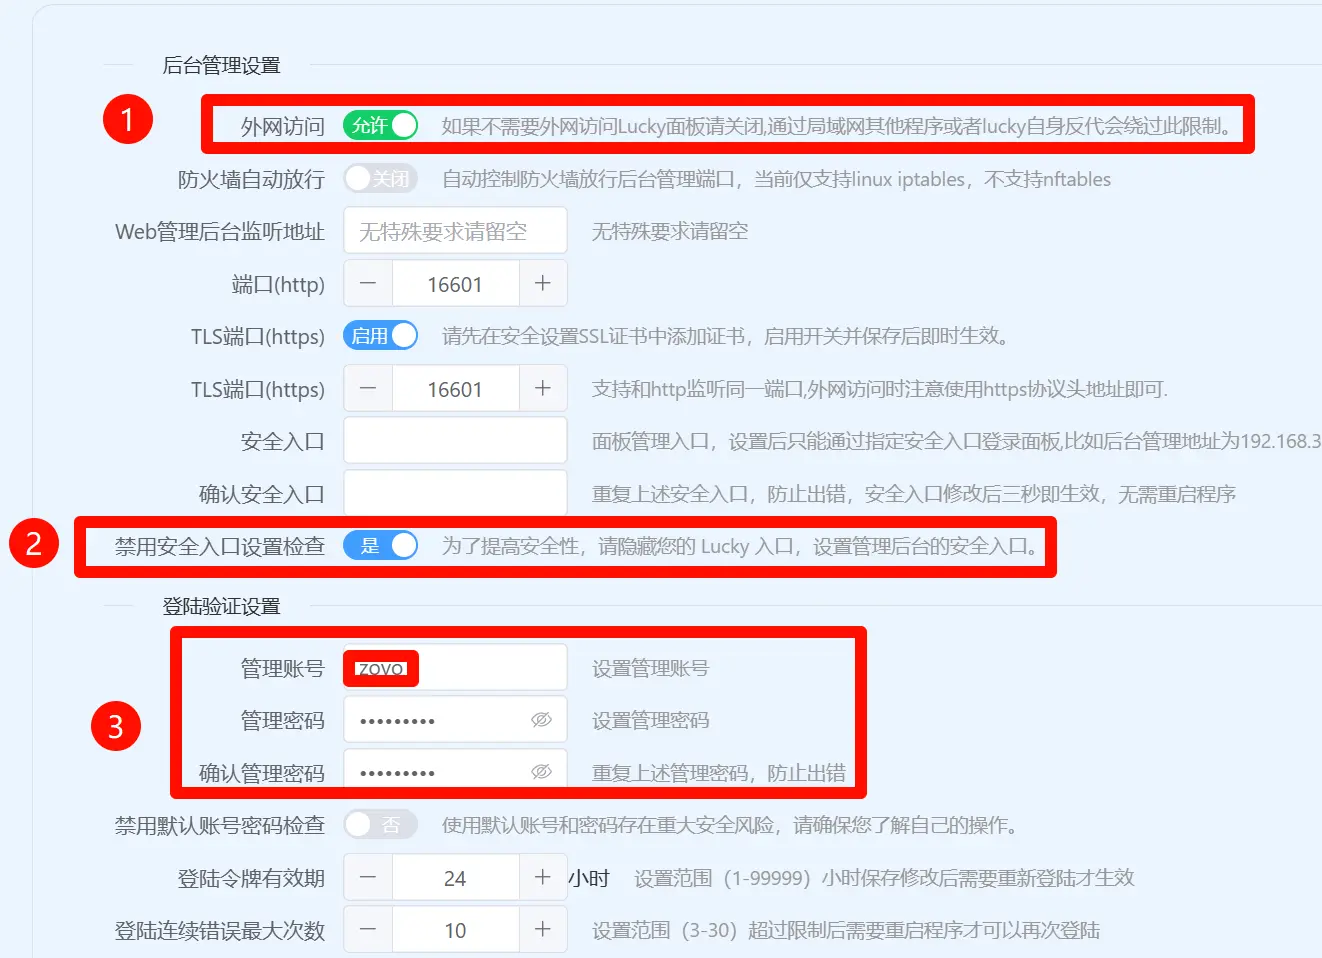 后台管理设置
1
外网访问 允许 如果不需要外网访问Lucky面板请关闭,通过局域网其他程序或者lucky自身反代会绕过此限制。
防火墙自动放行 关闭 自动控制防火墙放行后台管理端口，当前仅支持linux iptables，不支持nftables
Web管理后台监听地址 无特殊要求请留空 无特殊要求请留空
端口(http) － 16601 ＋
TLS端口(https) 启用 请先在安全设置SSL证书中添加证书，启用开关并保存后即时生效。
TLS端口(https) － 16601 ＋ 支持和http监听同一端口,外网访问时注意使用https协议头地址即可.
安全入口 面板管理入口，设置后只能通过指定安全入口登录面板,比如后台管理地址为192.168.3
确认安全入口 重复上述安全入口，防止出错，安全入口修改后三秒即生效，无需重启程序
2
禁用安全入口设置检查 是 为了提高安全性，请隐藏您的 Lucky 入口，设置管理后台的安全入口。
登陆验证设置
管理账号 zovo 设置管理账号
3
管理密码 ••••••••• 设置管理密码
确认管理密码 ••••••••• 重复上述管理密码，防止出错
禁用默认账号密码检查 否 使用默认账号和密码存在重大安全风险，请确保您了解自己的操作。
登陆令牌有效期 － 24 ＋ 小时 设置范围（1-99999）小时保存修改后需要重新登陆才生效
登陆连续错误最大次数 － 10 ＋ 设置范围（3-30）超过限制后需要重启程序才可以再次登陆